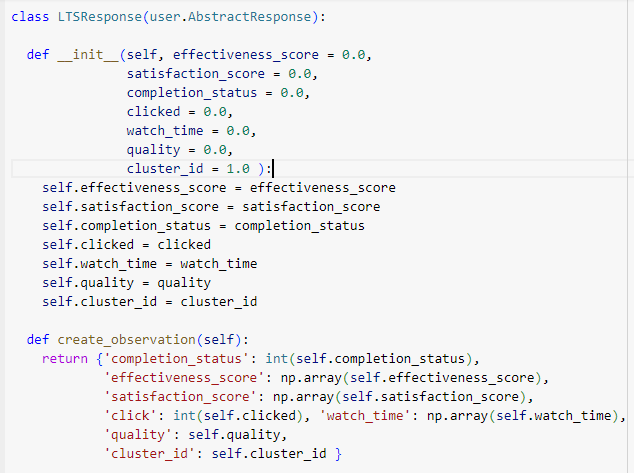 class LTSResponse(user.AbstractResponse):
def __init__(self, effectiveness_score = 0.0,
satisfaction_score = 0.0,
completion_status = 0.0,
clicked = 0.0,
watch_time = 0.0,
quality = 0.0,
cluster_id = 1.0 ):
self.effectiveness_score = effectiveness_score
self.satisfaction_score = satisfaction_score
self.completion_status = completion_status
self.clicked = clicked
self.watch_time = watch_time
self.quality = quality
self.cluster_id = cluster_id
def create_observation(self):
return {'completion_status': int(self.completion_status),
'effectiveness_score': np.array(self.effectiveness_score),
'satisfaction_score': np.array(self.satisfaction_score),
'click': int(self.clicked), 'watch_time': np.array(self.watch_time),
'quality': self.quality,
'cluster_id': self.cluster_id }